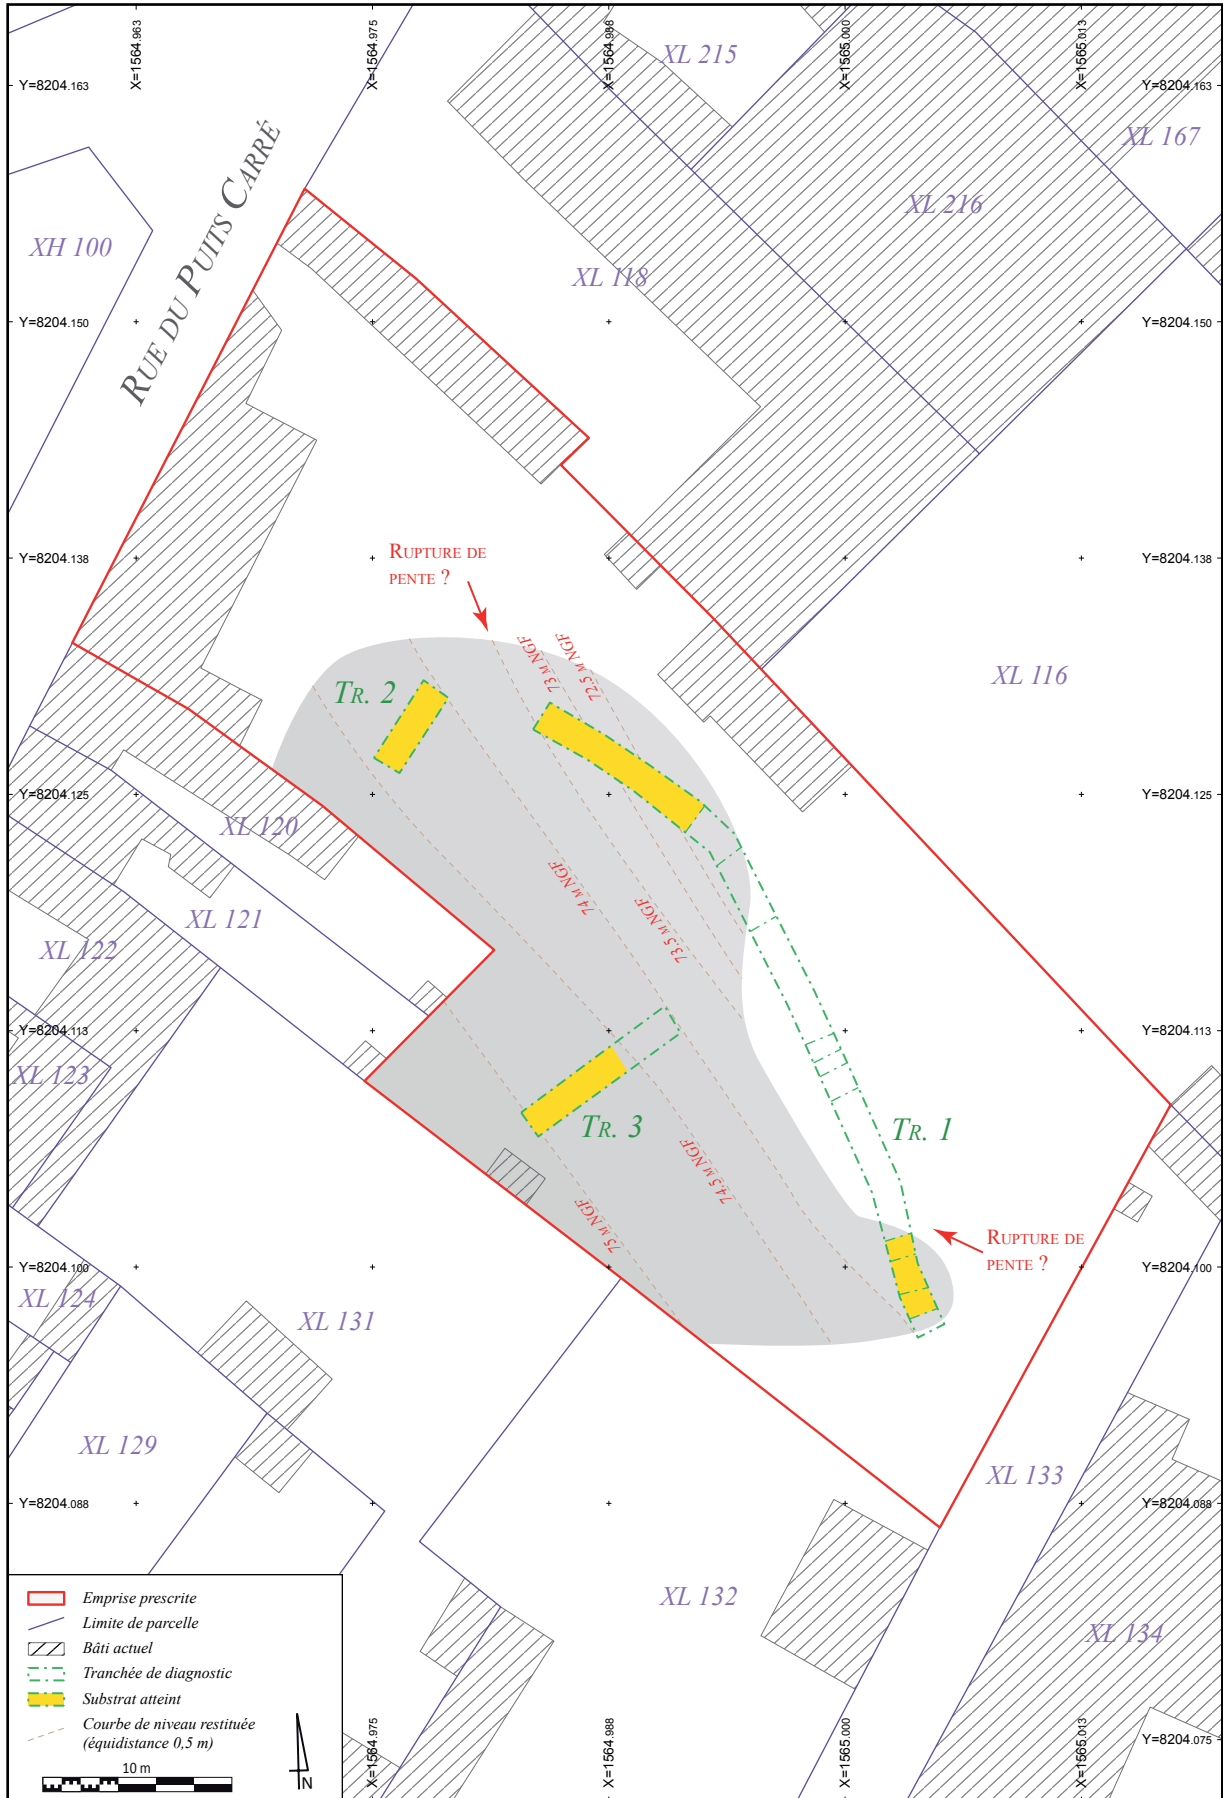 X=1564.963
X=1564.975
X=1564.988
X=1565.000
X=1565.013
Y=8204.163
Y=8204.163
XL 215
XL 167
XL 216
XH 100
RUE DU PUITS CARRÉ
XL 118
Y=8204.150
Y=8204.150
Y=8204.138
Y=8204.138
RUPTURE DE
PENTE ?
73 M NGF
72.5 M NGF
TR. 2
XL 116
Y=8204.125
Y=8204.125
XL 120
74 M NGF
73.5 M NGF
XL 121
XL 122
Y=8204.113
Y=8204.113
XL 123
TR. 3
TR. 1
74.5 M NGF
75 M NGF
RUPTURE DE
PENTE ?
Y=8204.100
Y=8204.100
XL 124
XL 131
XL 129
XL 133
Y=8204.088
Y=8204.088
XL 132
XL 134
Emprise prescrite
Limite de parcelle
Bâti actuel
Tranchée de diagnostic
Substrat atteint
Courbe de niveau restituée
(équidistance 0,5 m)
10 m
N
X=1564.975
X=1564.988
X=1565.000
X=1565.013
Y=8204.075